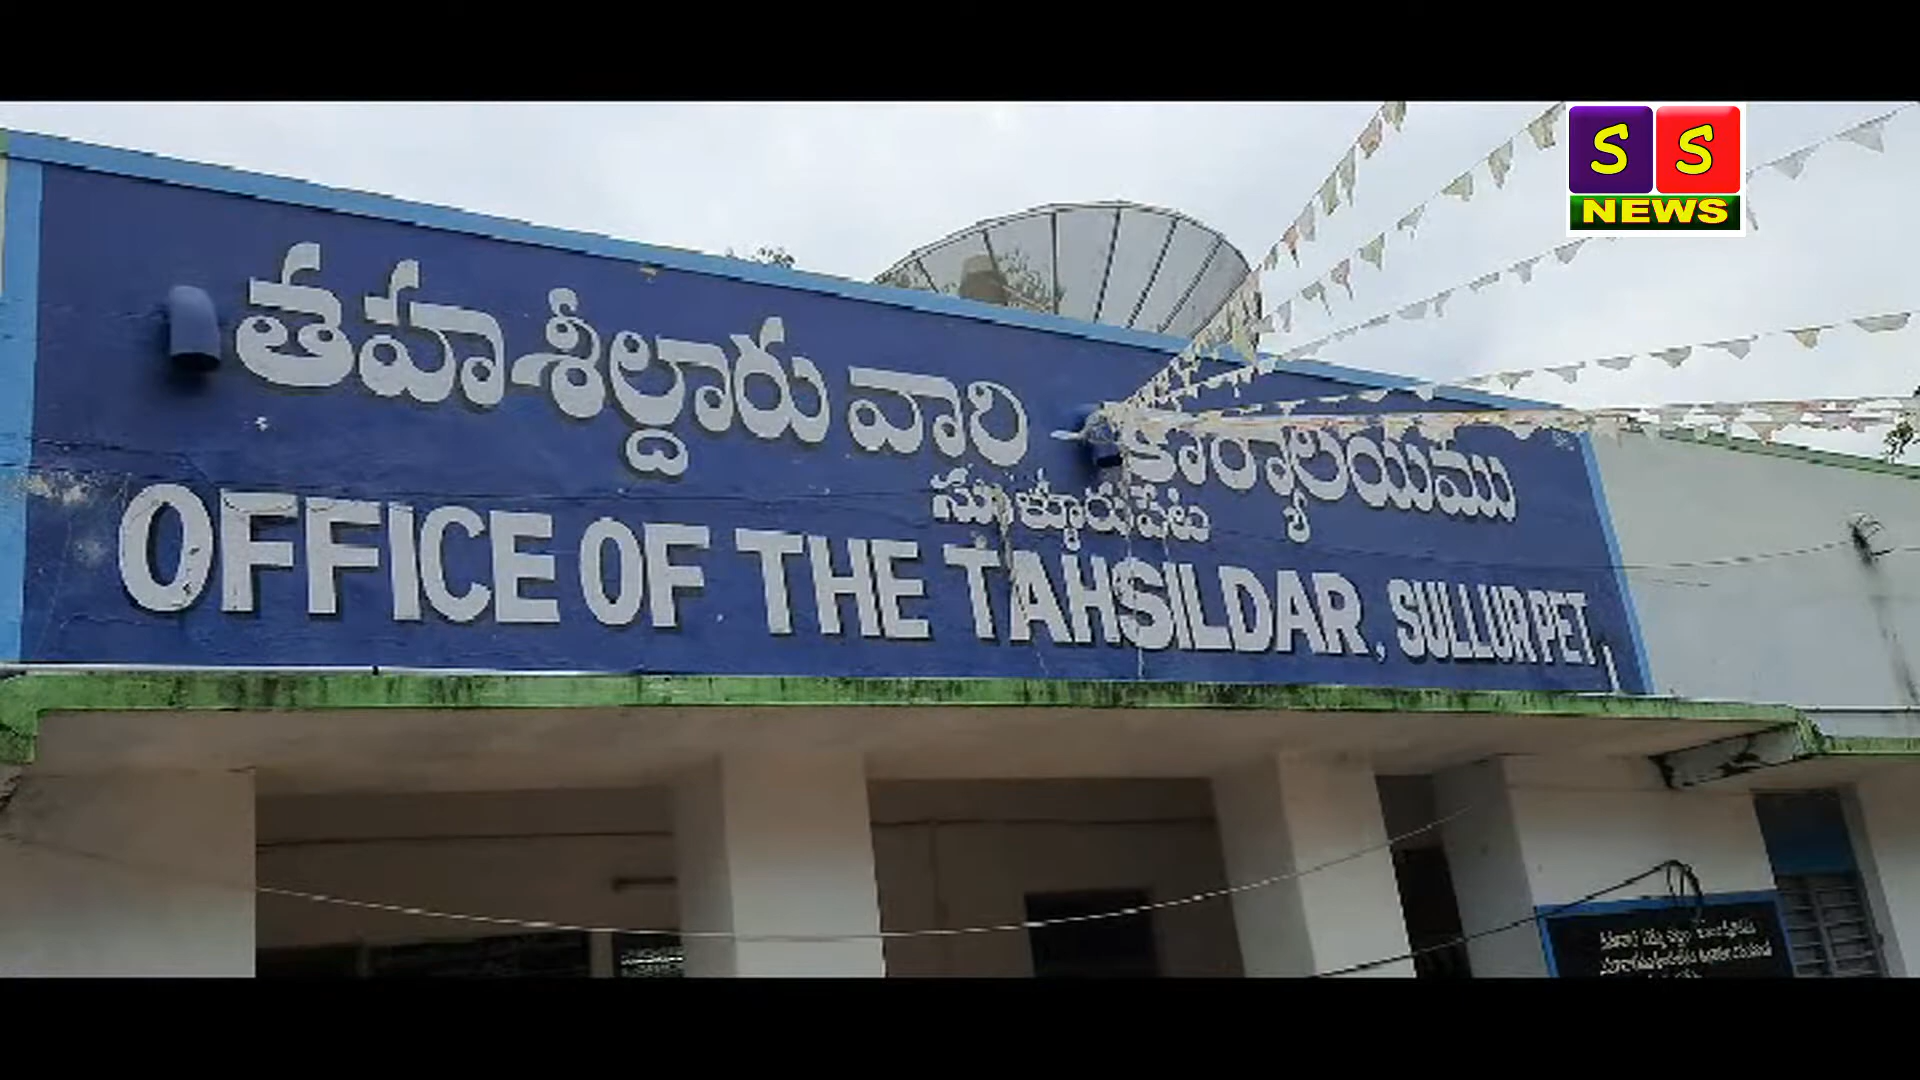 S S
NEWS
తహశీల్దారు వారి కార్యాలయము
సూళ్ళూరుపేట
OFFICE OF THE TAHSILDAR, SULLURPET,